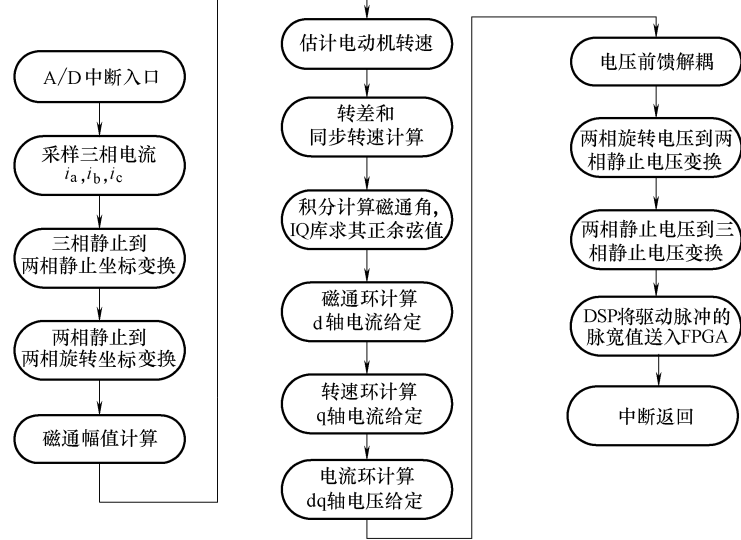 A/D中断入口
采样三相电流
ia,ib,ic
三相静止到
两相静止坐标变换
两相静止到
两相旋转坐标变换
磁通幅值计算
估计电动机转速
转差和
同步转速计算
积分计算磁通角，
IQ库求其正余弦值
磁通环计算
d轴电流给定
转速环计算
q轴电流给定
电流环计算
dq轴电压给定
电压前馈解耦
两相旋转电压到两
相静止电压变换
两相静止电压到三
相静止电压变换
DSP将驱动脉冲的
脉宽值送入FPGA
中断返回